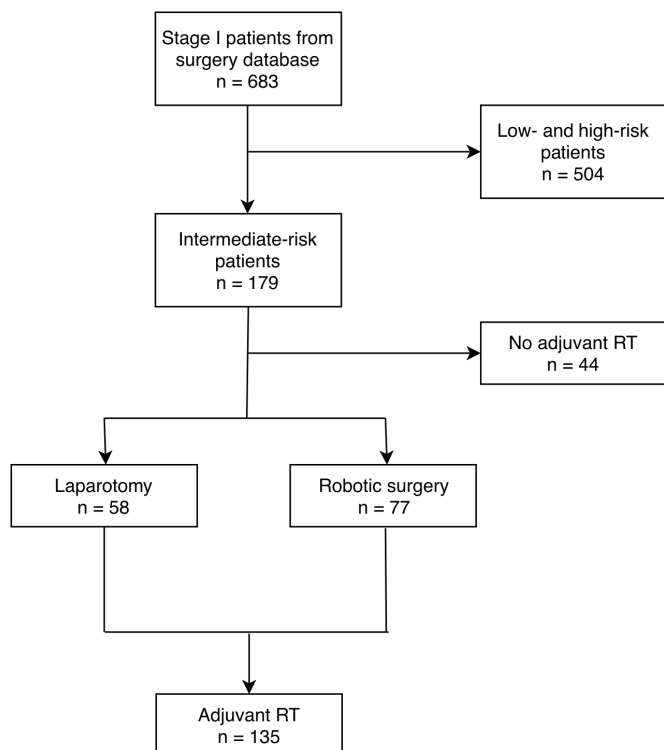 Stage I patients from
surgery database
n = 683
Low- and high-risk
patients
n = 504
Intermediate-risk
patients
n = 179
No adjuvant RT
n = 44
Laparotomy
n = 58
Robotic surgery
n = 77
Adjuvant RT
n = 135